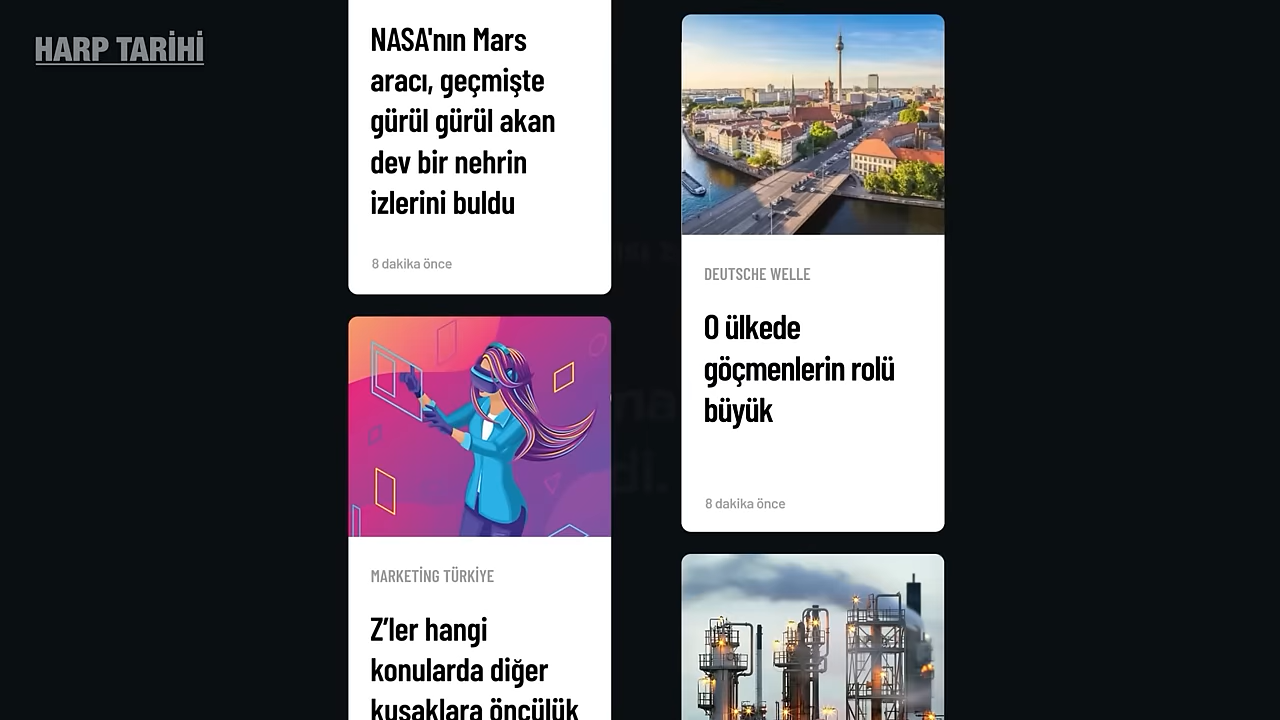 HARP TARİHİ
NASA'nın Mars
aracı, geçmişte
gürül gürül akan
dev bir nehrin
izlerini buldu
8 dakika önce
MARKETİNG TÜRKİYE
Z’ler hangi
konularda diğer
kuşaklara öncülük
DEUTSCHE WELLE
O ülkede
göçmenlerin rolü
büyük
8 dakika önce